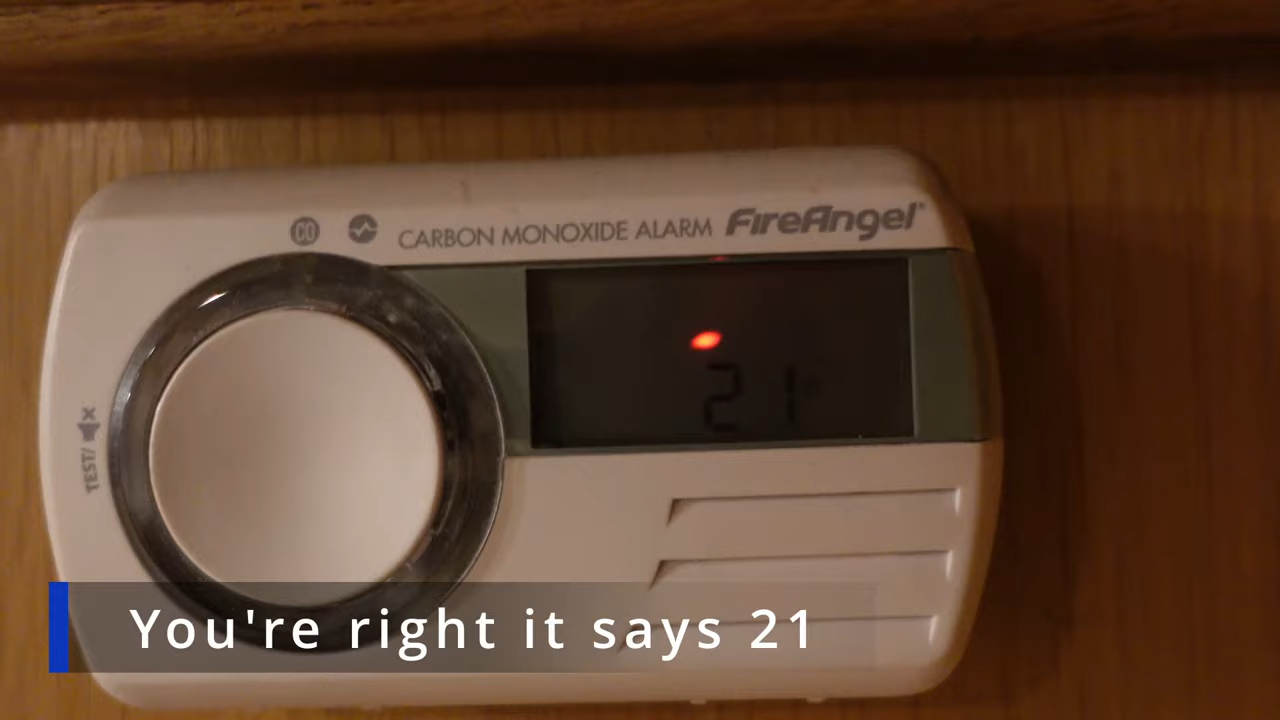 CO CARBON MONOXIDE ALARM FireAngel
21°
TEST/
You're right it says 21